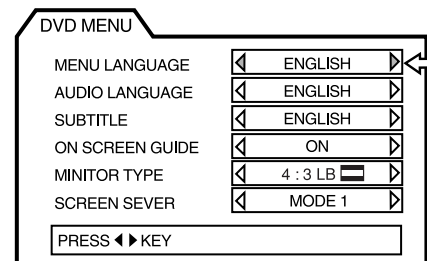 DVD MENU
MENU LANGUAGE ENGLISH
AUDIO LANGUAGE ENGLISH
SUBTITLE ENGLISH
ON SCREEN GUIDE ON
MINITOR TYPE 4 : 3 LB
SCREEN SEVER MODE 1
PRESS ◀ ▶ KEY